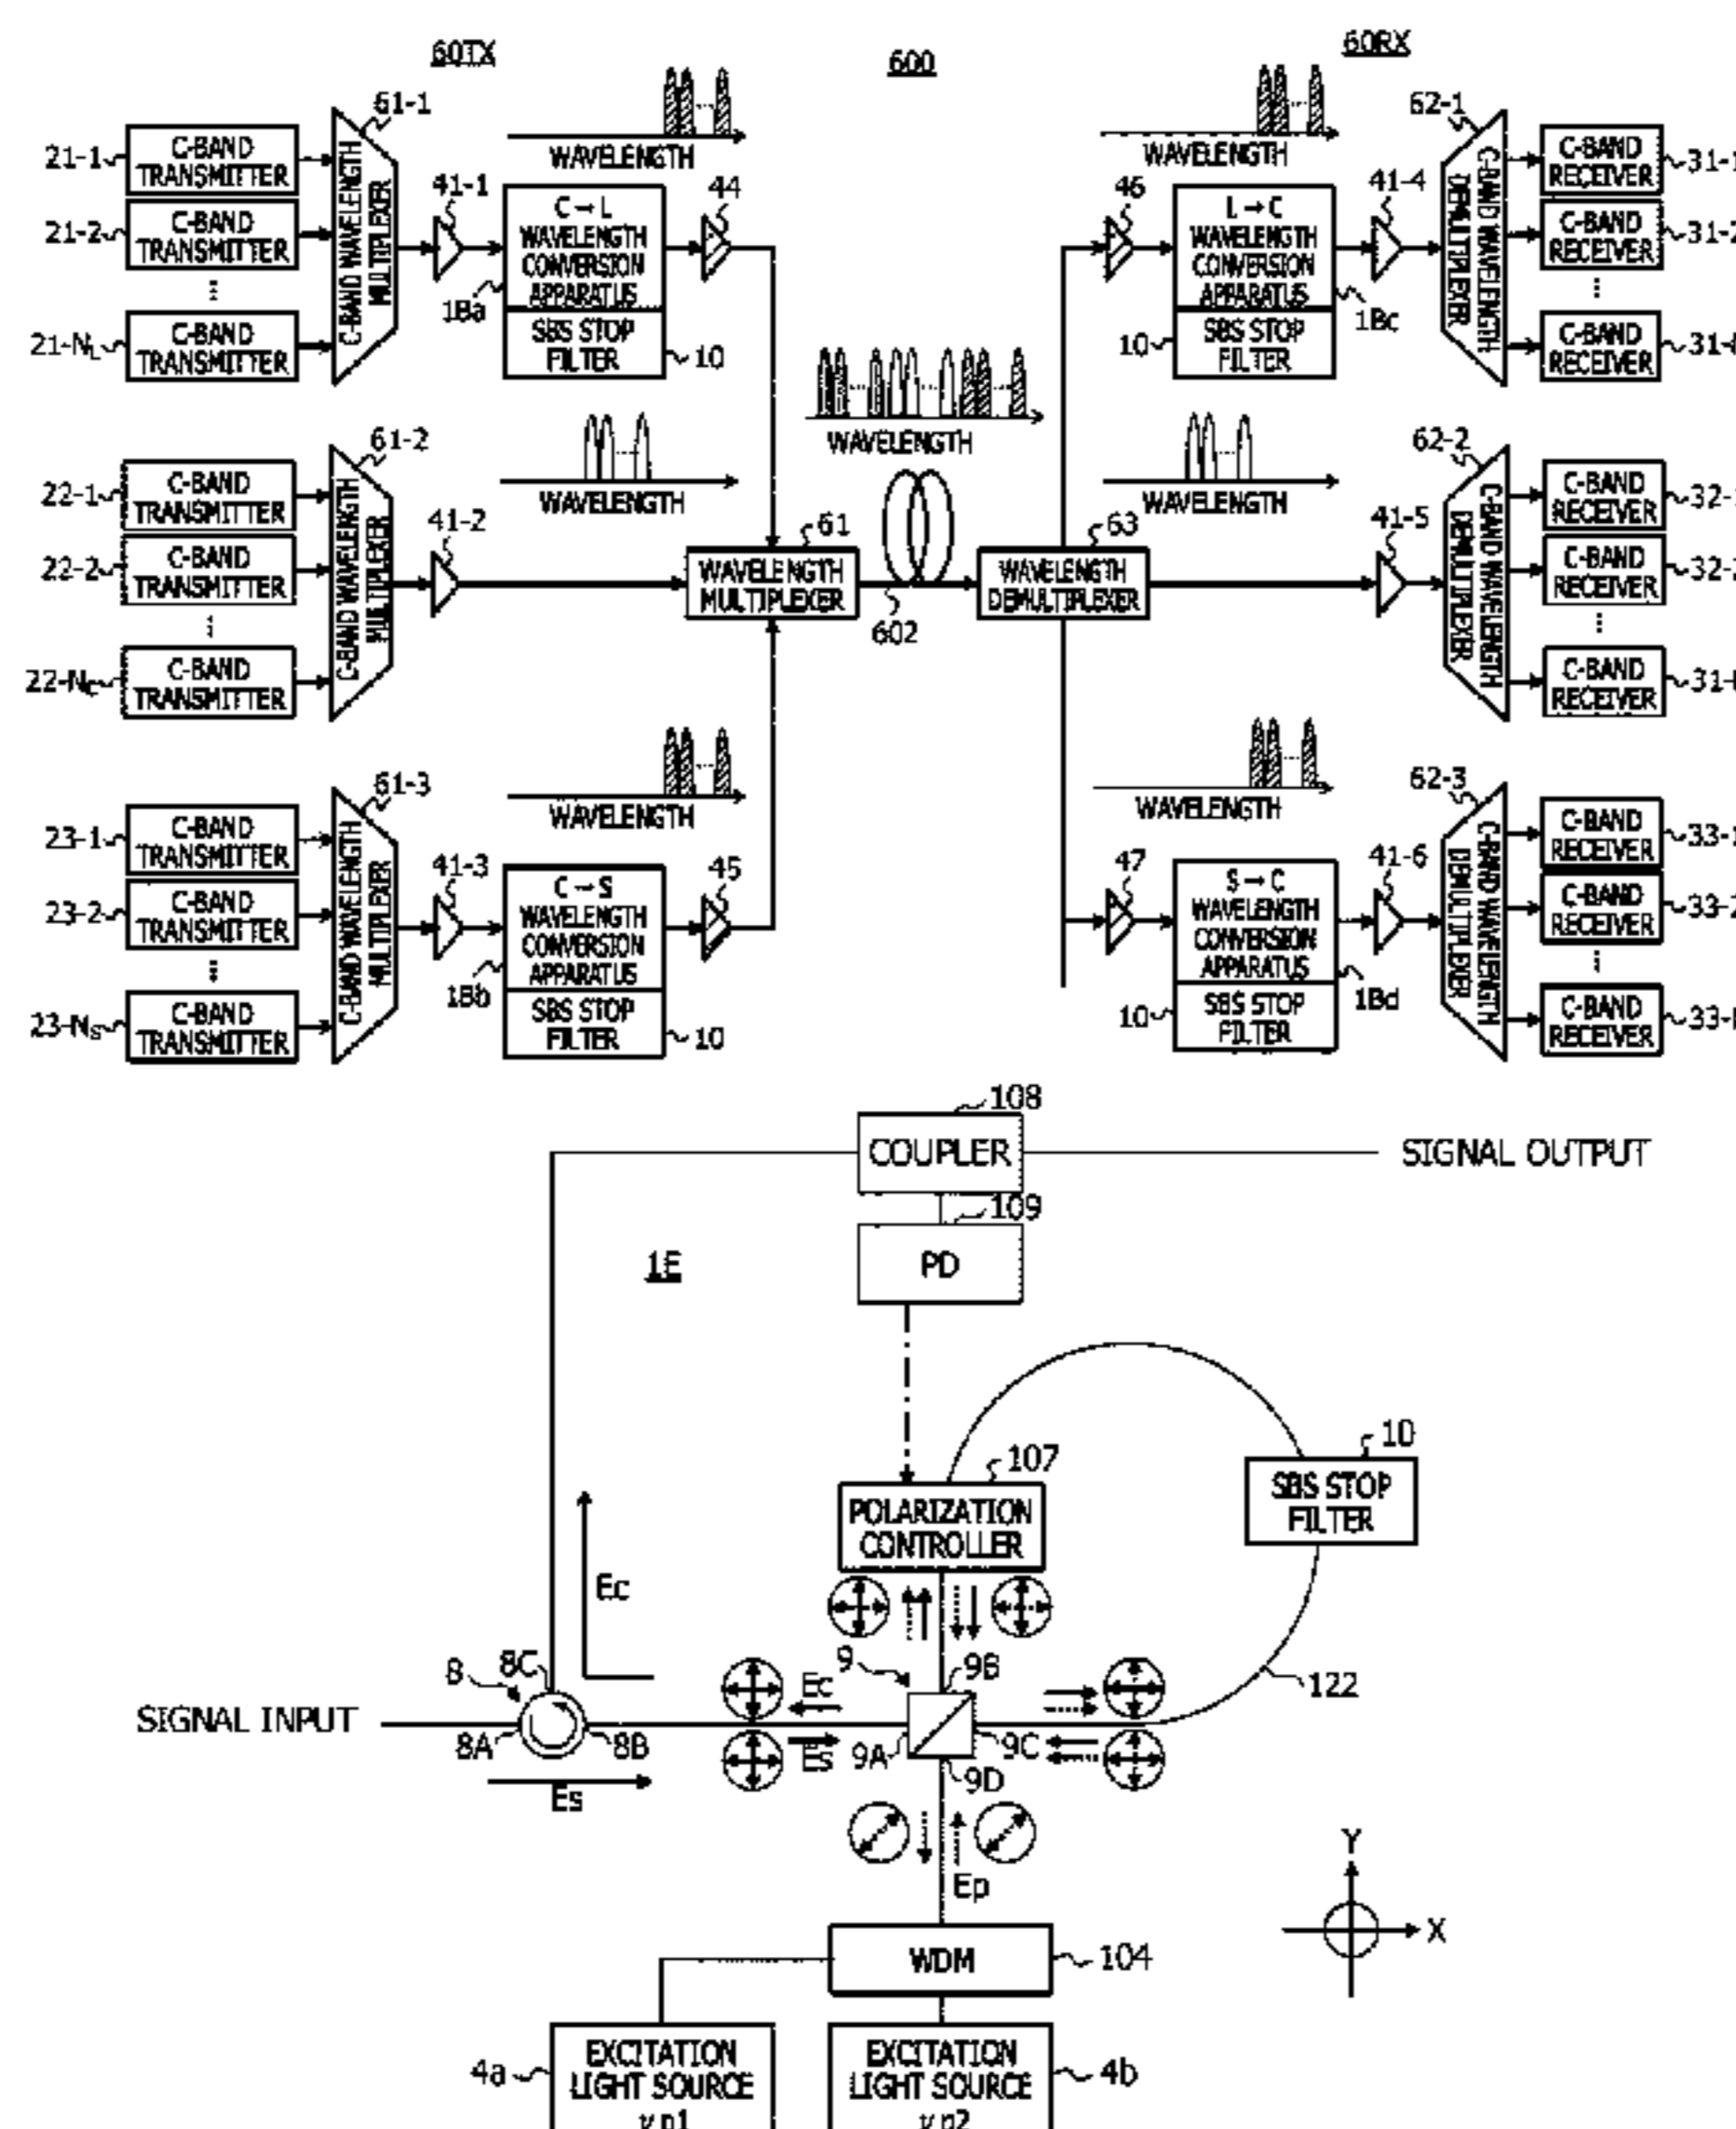 60TX
600
60RX
61-1
C-BAND
TRANSMITTER
21-1
C-BAND
TRANSMITTER
21-2
C-BAND
TRANSMITTER
21-NL
C-BAND WAVELENGTH
MULTIPLEXER
41-1
WAVELENGTH
C→L
WAVELENGTH
CONVERSION
APPARATUS
SBS STOP
FILTER
1Ba
10
44
WAVELENGTH
46
L→C
WAVELENGTH
CONVERSION
APPARATUS
SBS STOP
FILTER
1Bc
10
41-4
62-1
C-BAND WAVELENGTH
DEMULTIPLEXER
C-BAND
RECEIVER
31-1
C-BAND
RECEIVER
C-BAND
RECEIVER
WAVELENGTH
61-2
22-1
C-BAND
TRANSMITTER
22-2
C-BAND
TRANSMITTER
22-NC
C-BAND
TRANSMITTER
C-BAND WAVELENGTH
MULTIPLEXER
41-2
WAVELENGTH
61
WAVELENGTH
MULTIPLEXER
602
63
WAVELENGTH
DEMULTIPLEXER
WAVELENGTH
41-5
62-2
C-BAND WAVELENGTH
DEMULTIPLEXER
C-BAND
RECEIVER
C-BAND
RECEIVER
C-BAND
RECEIVER
61-3
23-1
C-BAND
TRANSMITTER
23-2
C-BAND
TRANSMITTER
23-NS
C-BAND
TRANSMITTER
C-BAND WAVELENGTH
MULTIPLEXER
41-3
WAVELENGTH
C→S
WAVELENGTH
CONVERSION
APPARATUS
SBS STOP
FILTER
1Bb
10
45
WAVELENGTH
47
S→C
WAVELENGTH
CONVERSION
APPARATUS
SBS STOP
FILTER
1Bd
10
41-6
62-3
C-BAND WAVELENGTH
DEMULTIPLEXER
C-BAND
RECEIVER
C-BAND
RECEIVER
C-BAND
RECEIVER
108
COUPLER
SIGNAL OUTPUT
109
PD
1E
107
POLARIZATION
CONTROLLER
10
SBS STOP
FILTER
Ec
8
8C
SIGNAL INPUT
8A
8B
Es
Ec
Es
9
9A
9B
9C
9D
122
Ep
Y
X
WDM
104
4a
EXCITATION
LIGHT SOURCE
νp1
EXCITATION
LIGHT SOURCE
νp2
4b